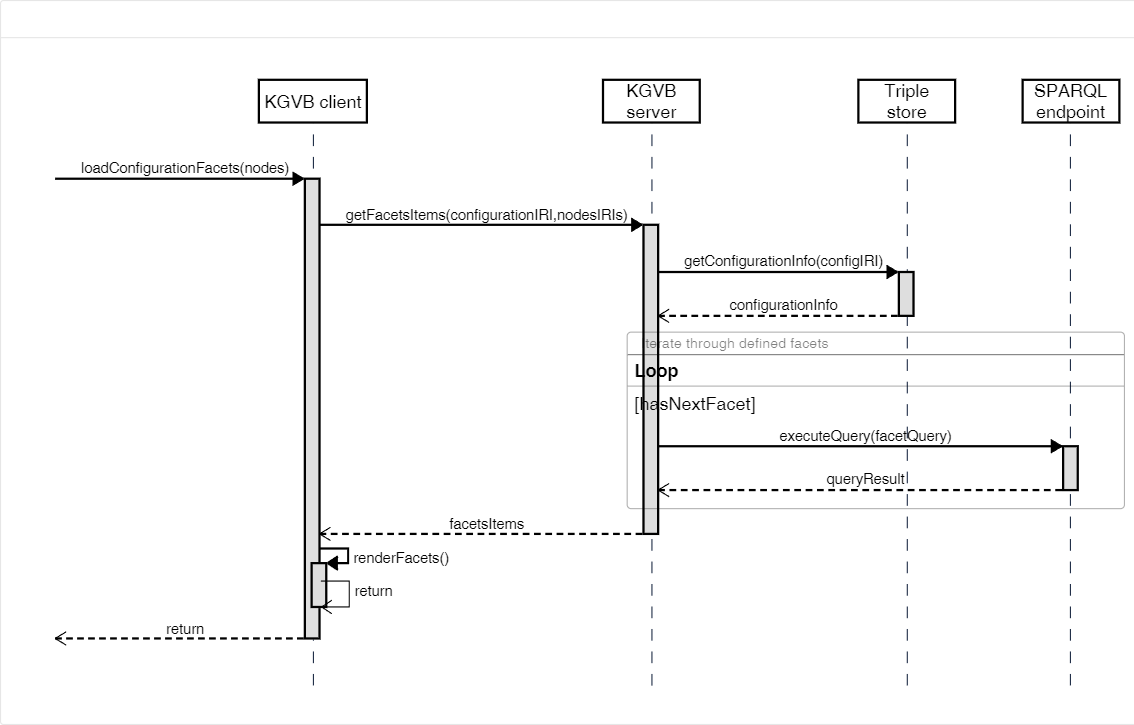 KGVB client
KGVB
server
Triple
store
SPARQL
endpoint
loadConfigurationFacets(nodes)
getFacetsItems(configurationIRI,nodesIRIs)
getConfigurationInfo(configIRI)
configurationInfo
Iterate through defined facets
Loop
[hasNextFacet]
executeQuery(facetQuery)
queryResult
facetsItems
renderFacets()
return
return